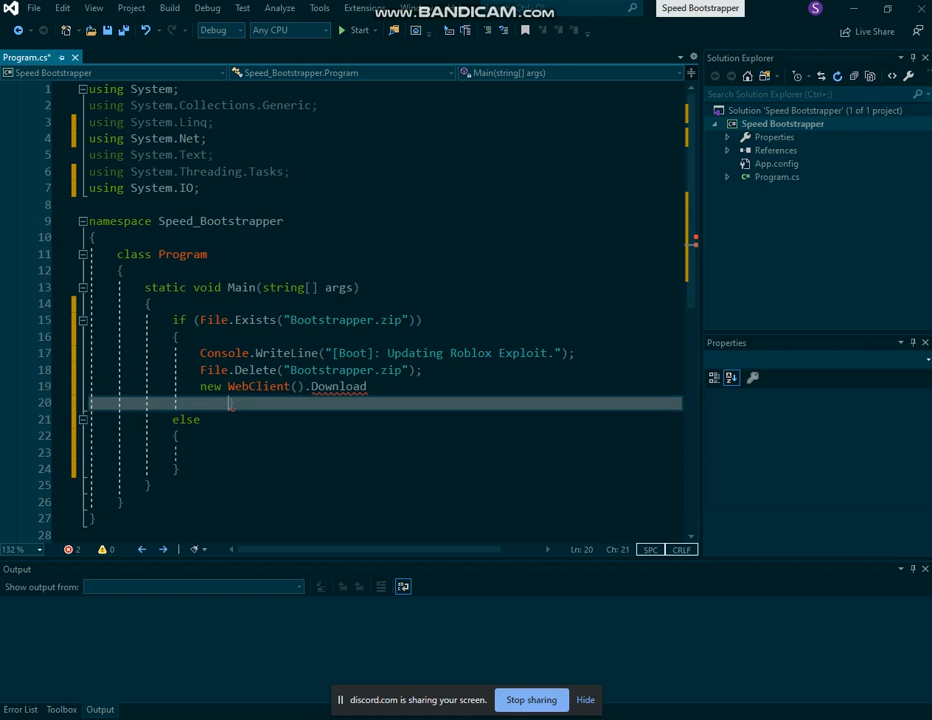 File Edit View Project Build Debug Test Analyze Tools Extensions
www.BANDICAM.com
Speed Bootstrapper
S
Debug Any CPU Start Live Share
Program.cs*
Speed Bootstrapper Speed_Bootstrapper.Program Main(string[] args)
1 using System;
2 using System.Collections.Generic;
3 using System.Linq;
4 using System.Net;
5 using System.Text;
6 using System.Threading.Tasks;
7 using System.IO;
8
9 namespace Speed_Bootstrapper
10 {
11 class Program
12 {
13 static void Main(string[] args)
14 {
15 if (File.Exists("Bootstrapper.zip"))
16 {
17 Console.WriteLine("[Boot]: Updating Roblox Exploit.");
18 File.Delete("Bootstrapper.zip");
19 new WebClient().Download
20 }
21 else
22 {
23
24 }
25 }
26 }
27 }
28
132 % 2 0 Ln: 20 Ch: 21 SPC CRLF
Solution Explorer
Search Solution Explorer (Ctrl+;)
Solution 'Speed Bootstrapper' (1 of 1 project)
Speed Bootstrapper
Properties
References
App.config
Program.cs
Properties
Output
Show output from:
discord.com is sharing your screen. Stop sharing Hide
Error List Toolbox Output